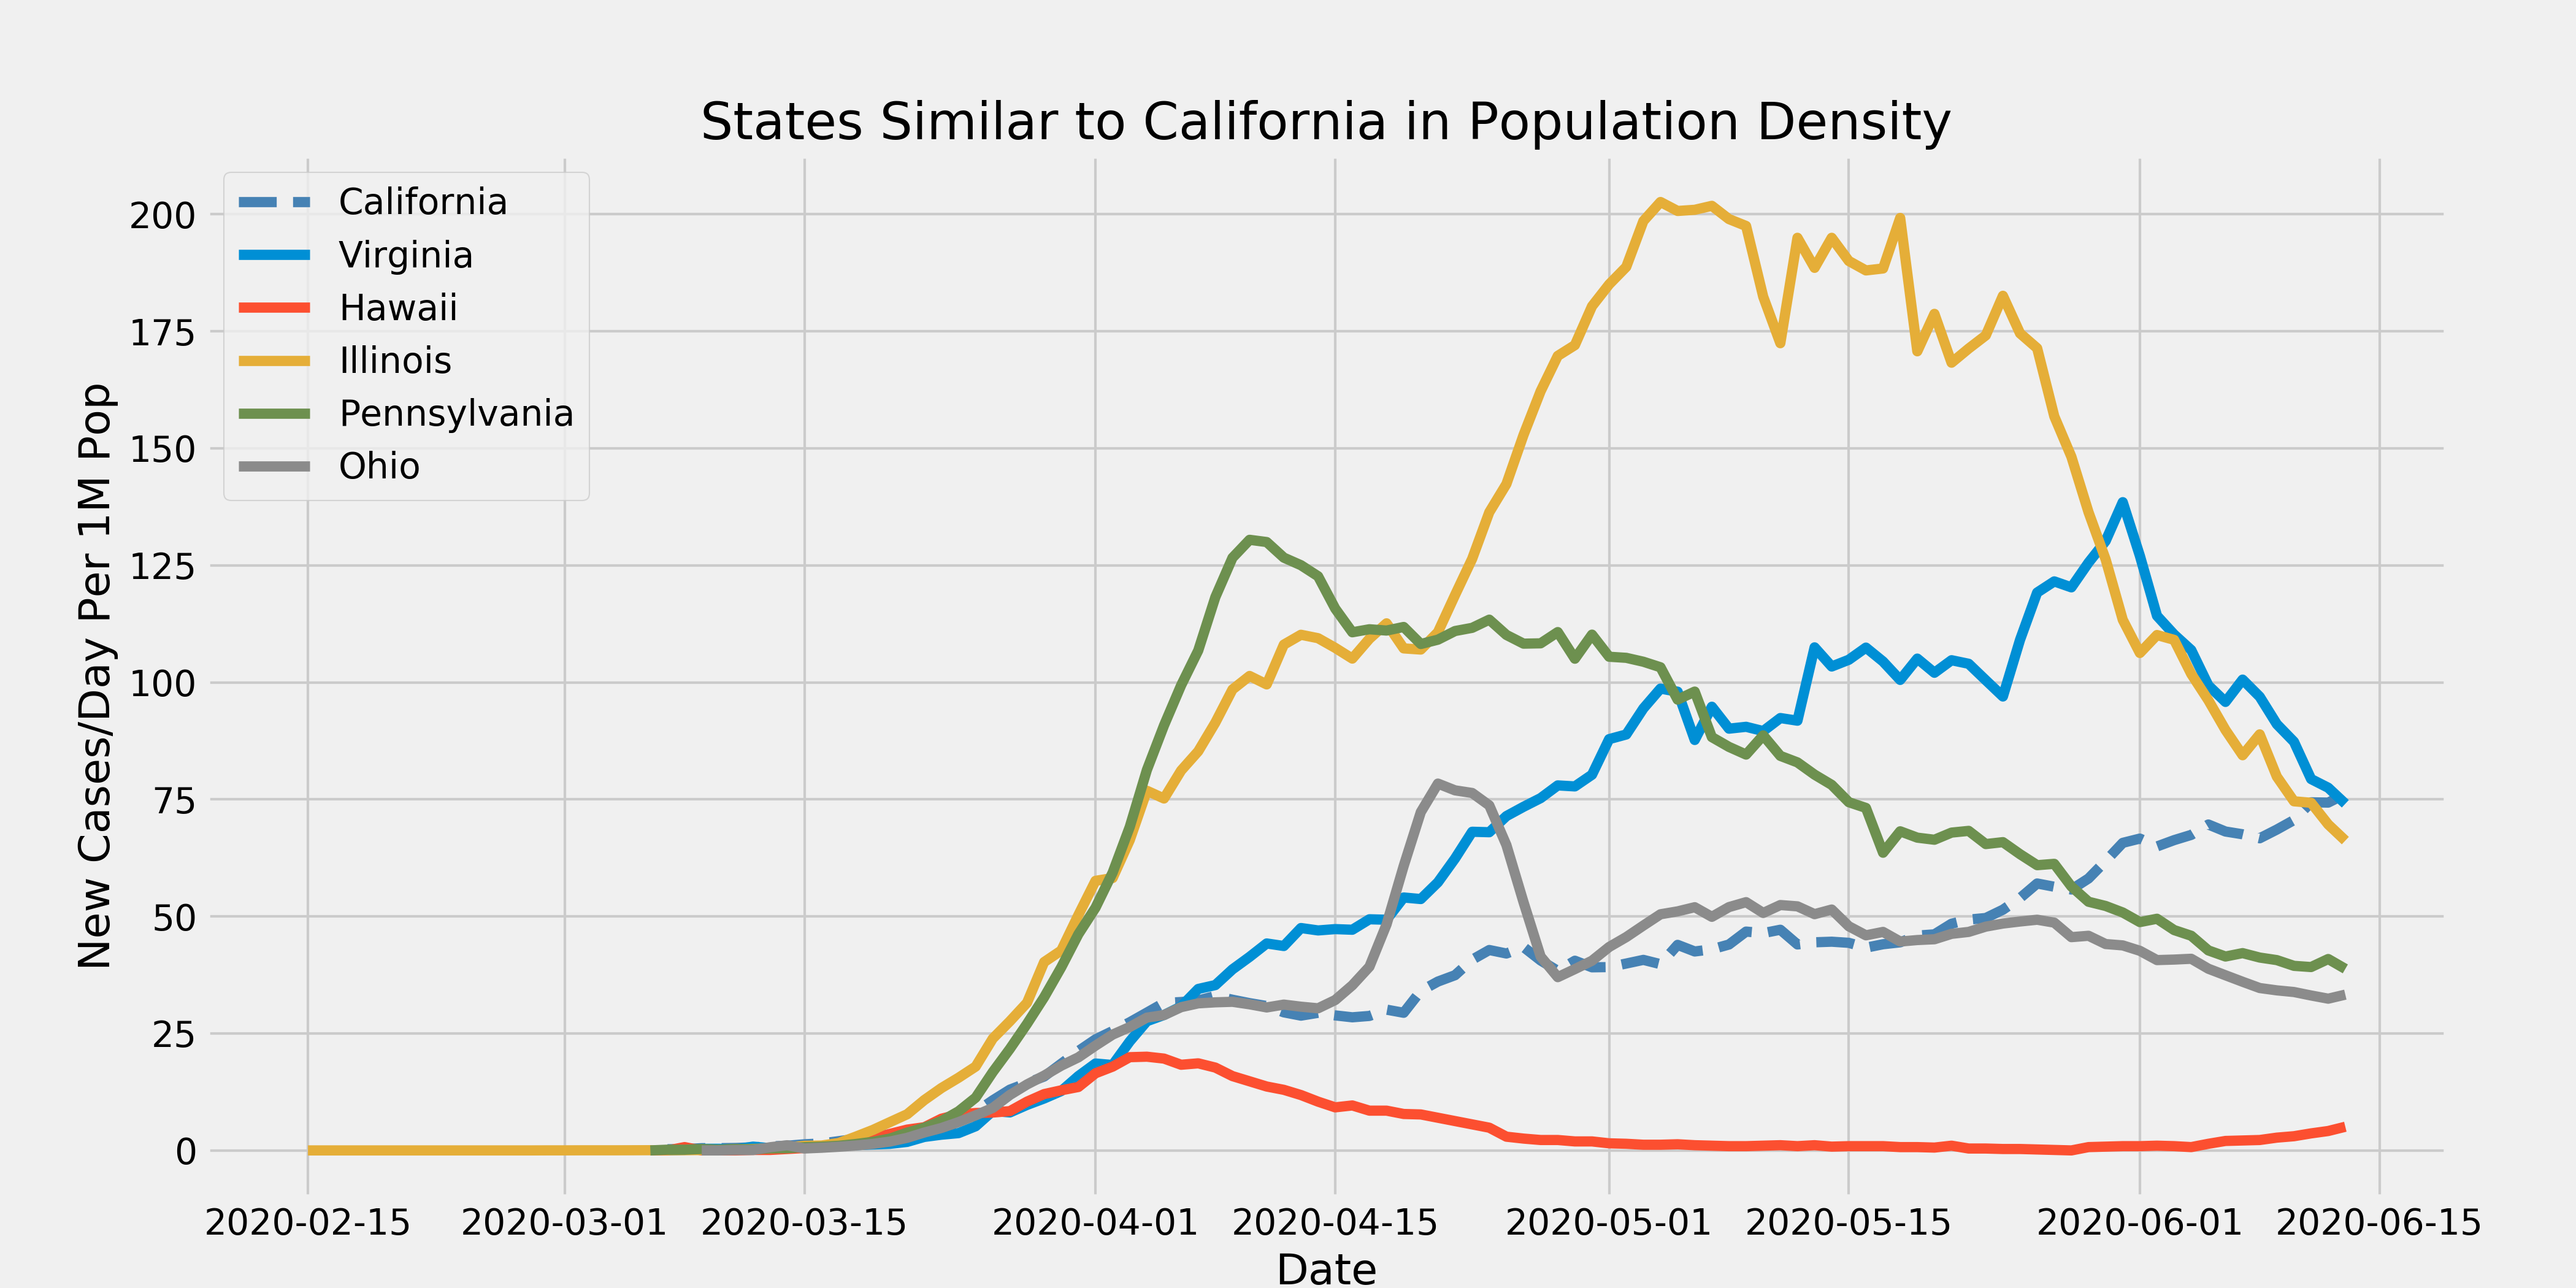 States Similar to California in Population Density
California
Virginia
Hawaii
Illinois
Pennsylvania
Ohio
New Cases/Day Per 1M Pop
200
175
150
125
100
75
50
25
0
2020-02-15
2020-03-01
2020-03-15
2020-04-01
2020-04-15
2020-05-01
2020-05-15
2020-06-01
2020-06-15
Date